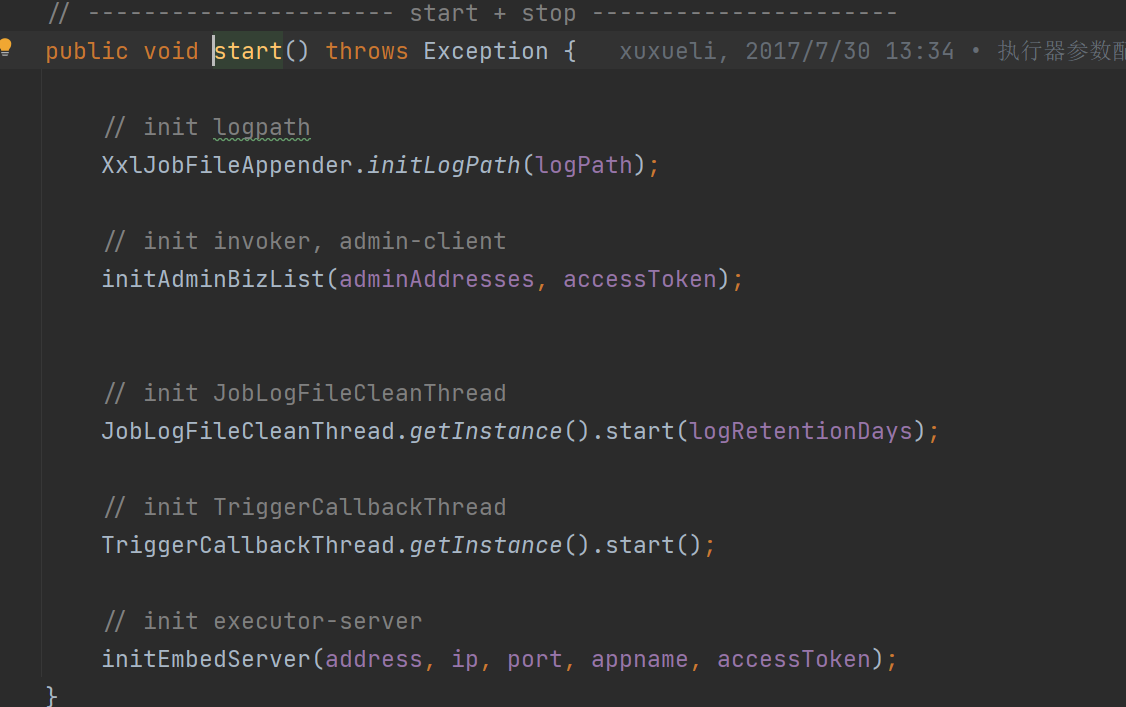 // ---------------------- start + stop ----------------------
public void start() throws Exception { xuxueli, 2017/7/30 13:34 • 执行器参数配
// init logpath
XxlJobFileAppender.initLogPath(logPath);
// init invoker, admin-client
initAdminBizList(adminAddresses, accessToken);
// init JobLogFileCleanThread
JobLogFileCleanThread.getInstance().start(logRetentionDays);
// init TriggerCallbackThread
TriggerCallbackThread.getInstance().start();
// init executor-server
initEmbedServer(address, ip, port, appname, accessToken);
}